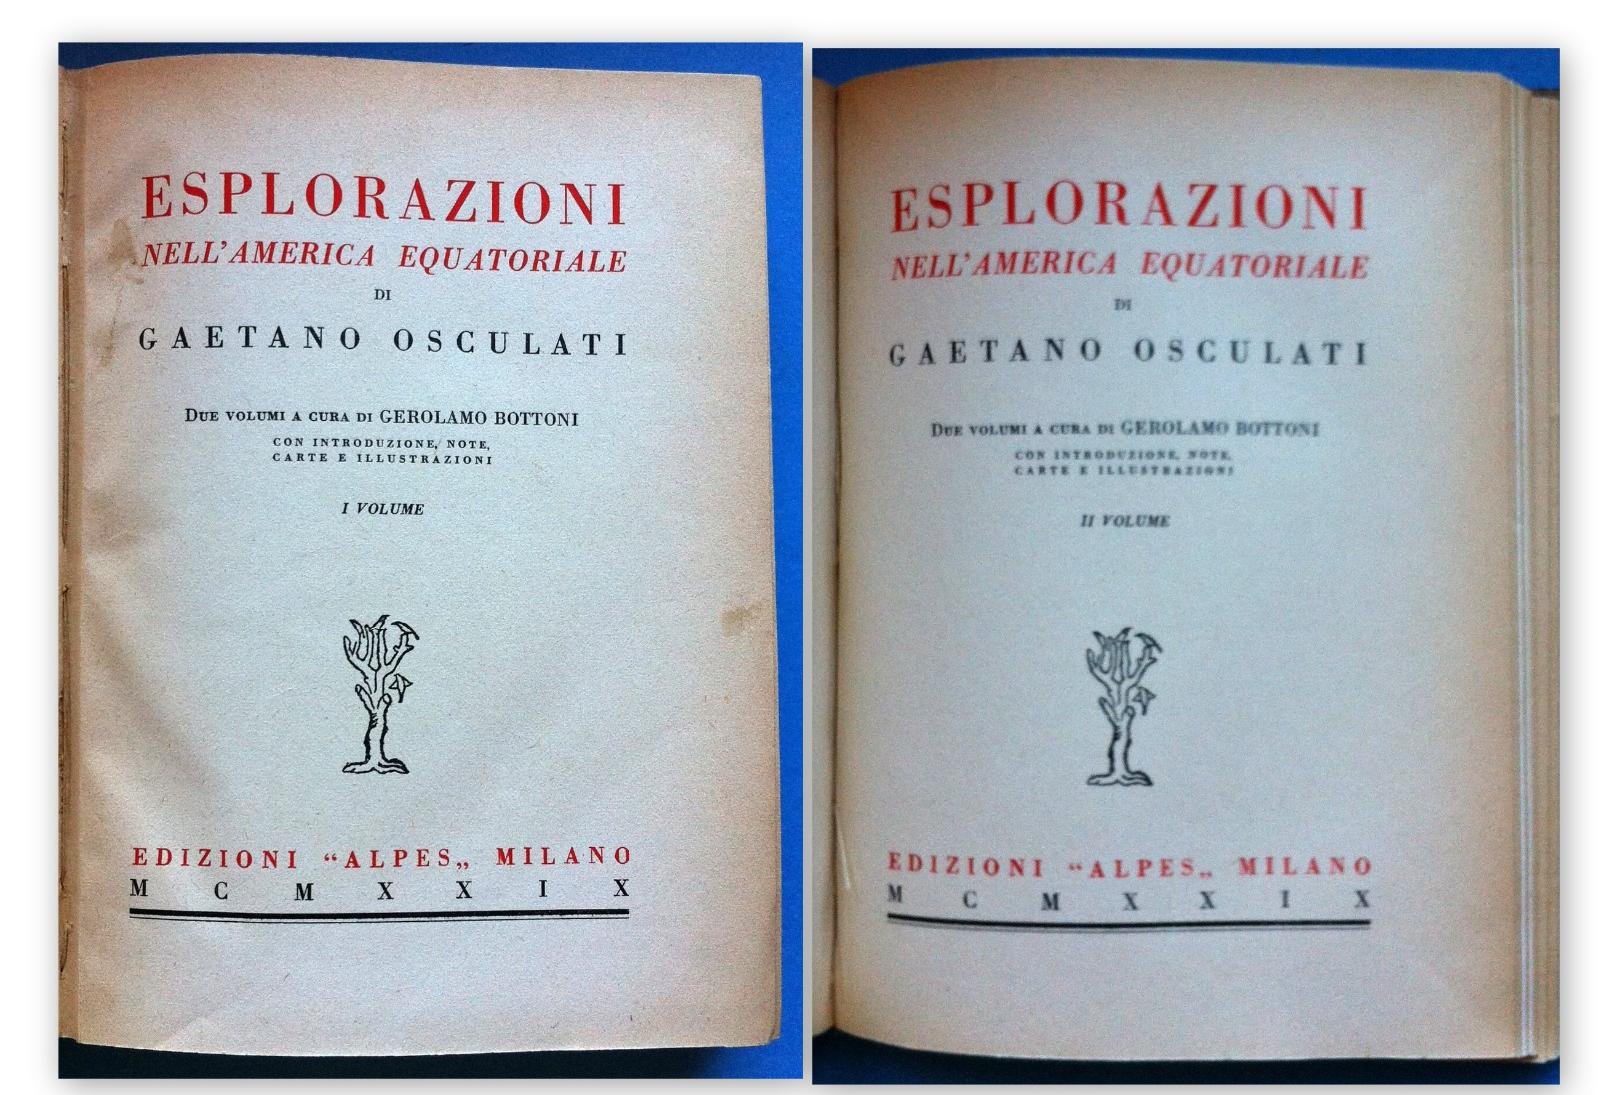 ESPLORAZIONI
NELL'AMERICA EQUATORIALE
DI
GAETANO OSCULATI
DUE VOLUMI A CURA DI GEROLAMO BOTTONI
CON INTRODUZIONE, NOTE,
CARTE E ILLUSTRAZIONI
I VOLUME
EDIZIONI “ALPES„ MILANO
M C M X X I X
ESPLORAZIONI
NELL'AMERICA EQUATORIALE
DI
GAETANO OSCULATI
DUE VOLUMI A CURA DI GEROLAMO BOTTONI
CON INTRODUZIONE, NOTE,
CARTE E ILLUSTRAZIONI
II VOLUME
EDIZIONI “ALPES„ MILANO
M C M X X I X